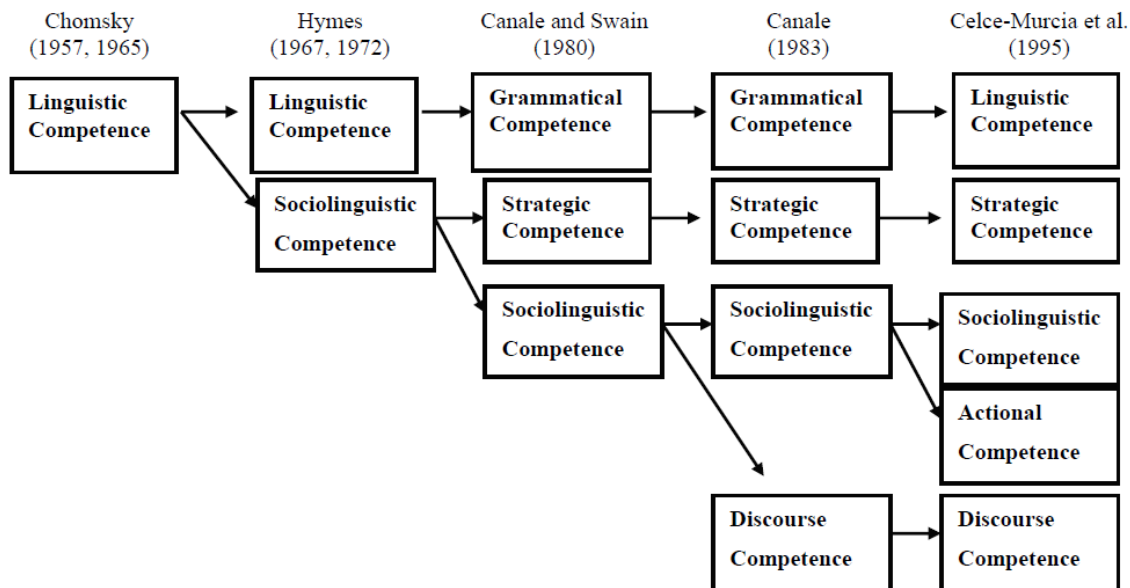 Chomsky
(1957, 1965)
Hymes
(1967, 1972)
Canale and Swain
(1980)
Canale
(1983)
Celce-Murcia et al.
(1995)
Linguistic
Competence
Linguistic
Competence
Grammatical
Competence
Grammatical
Competence
Linguistic
Competence
Sociolinguistic
Competence
Strategic
Competence
Strategic
Competence
Strategic
Competence
Sociolinguistic
Competence
Sociolinguistic
Competence
Sociolinguistic
Competence
Actional
Competence
Discourse
Competence
Discourse
Competence